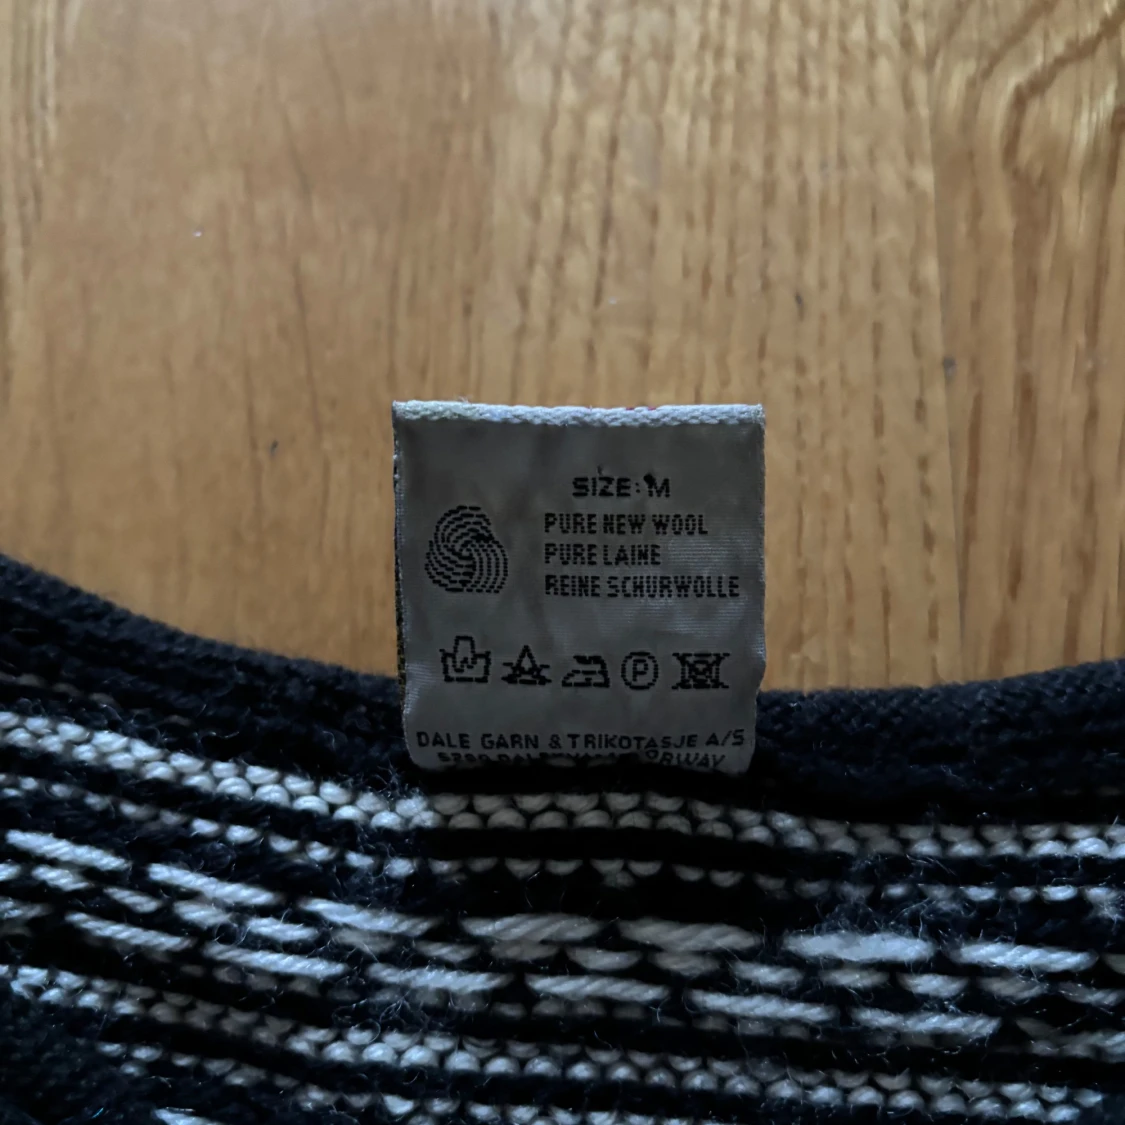 SIZE: M
PURE NEW WOOL
PURE LAINE
REINE SCHURWOLLE
P
DALE GARN & TRIKOTASJE A/S